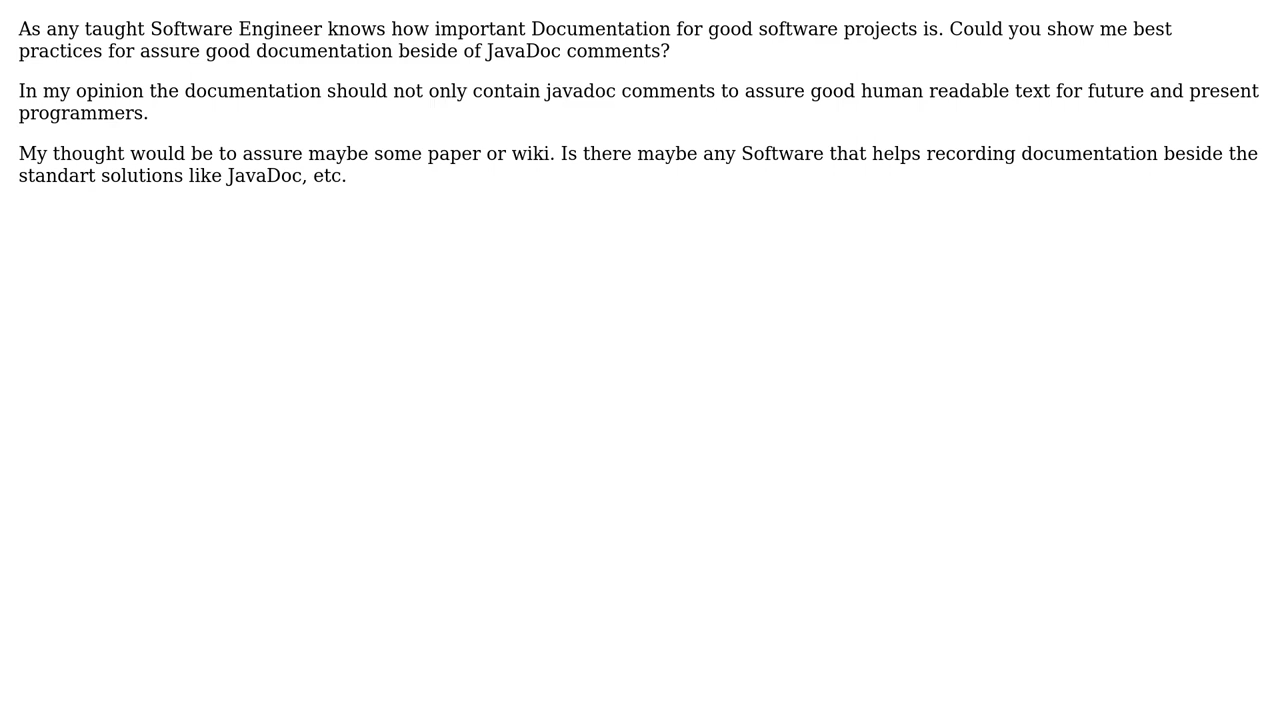 As any taught Software Engineer knows how important Documentation for good software projects is. Could you show me best
practices for assure good documentation beside of JavaDoc comments?
In my opinion the documentation should not only contain javadoc comments to assure good human readable text for future and present
programmers.
My thought would be to assure maybe some paper or wiki. Is there maybe any Software that helps recording documentation beside the
standart solutions like JavaDoc, etc.